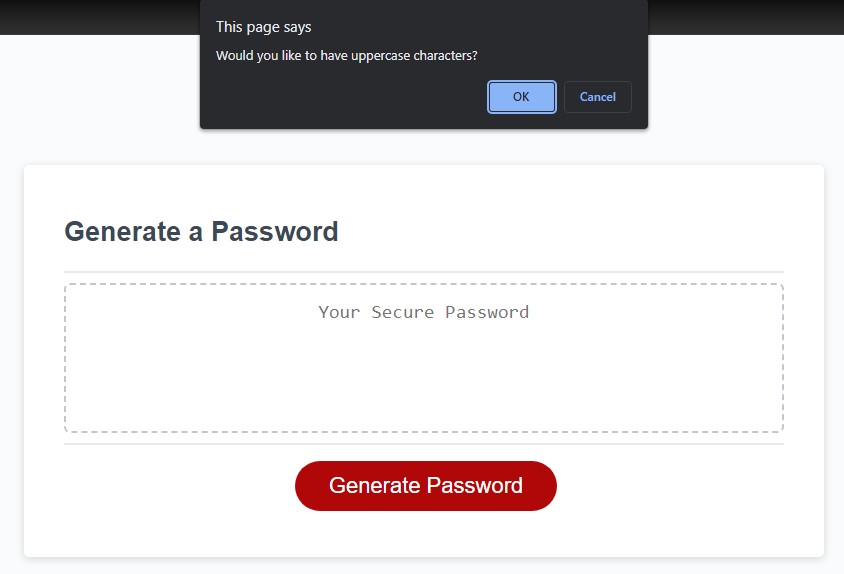 This page says
Would you like to have uppercase characters?
OK Cancel
Generate a Password
Your Secure Password
Generate Password